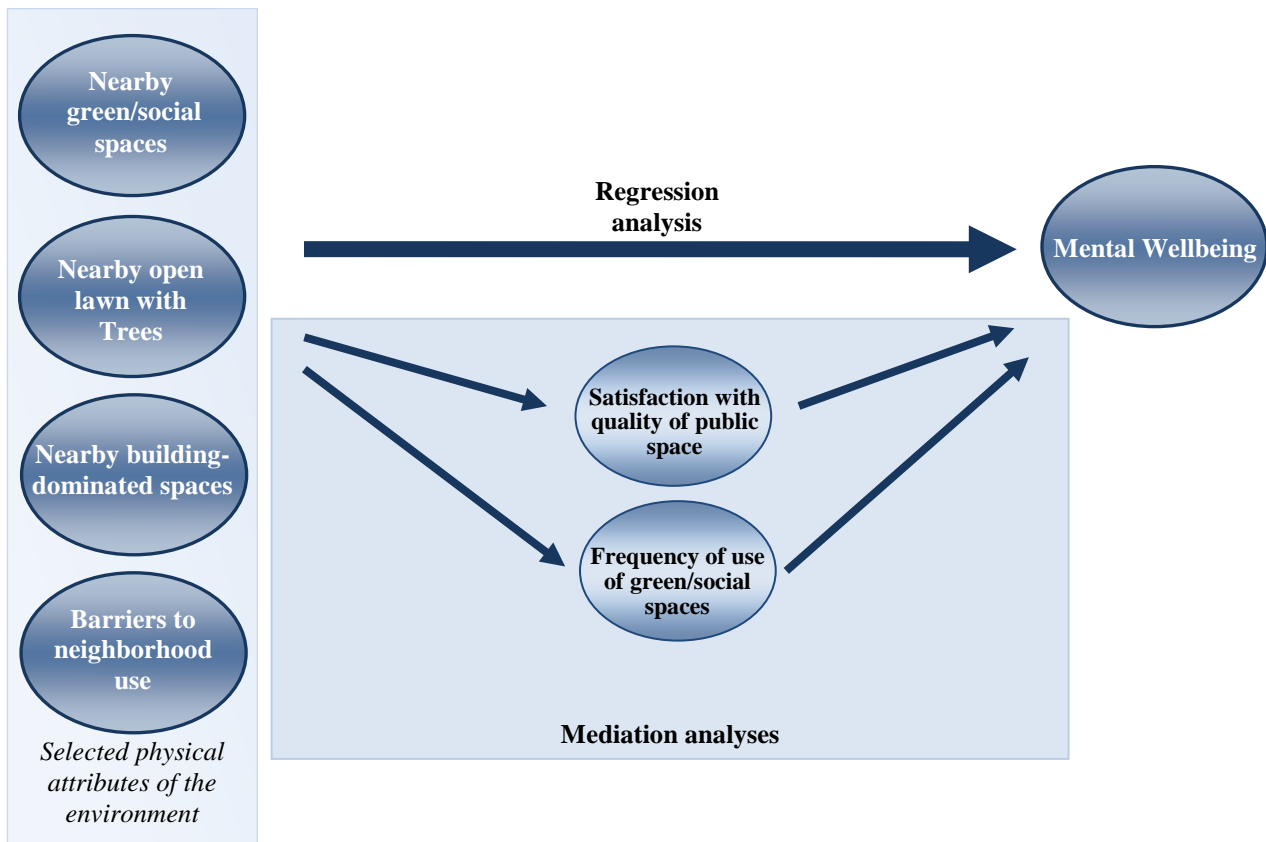 Nearby
green/social
spaces
Nearby open
lawn with
Trees
Nearby building-
dominated spaces
Barriers to
neighborhood
use
Selected physical
attributes of the
environment
Regression
analysis
Satisfaction with
quality of public
space
Frequency of use
of green/social
spaces
Mediation analyses
Mental Wellbeing